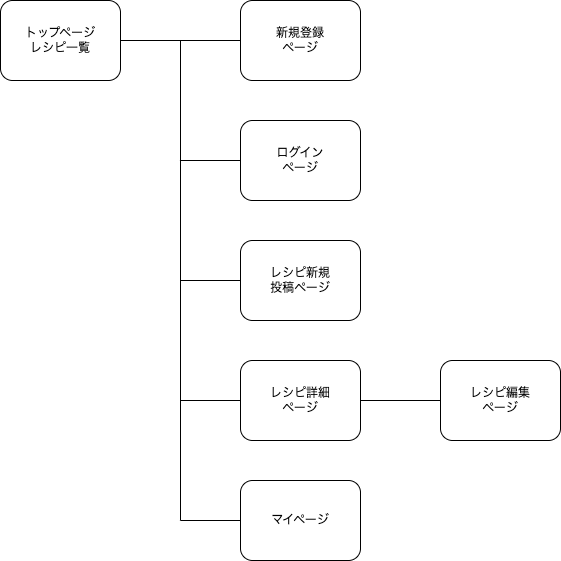 トップページ
レシピ一覧
新規登録
ページ
ログイン
ページ
レシピ新規
投稿ページ
レシピ詳細
ページ
レシピ編集
ページ
マイページ